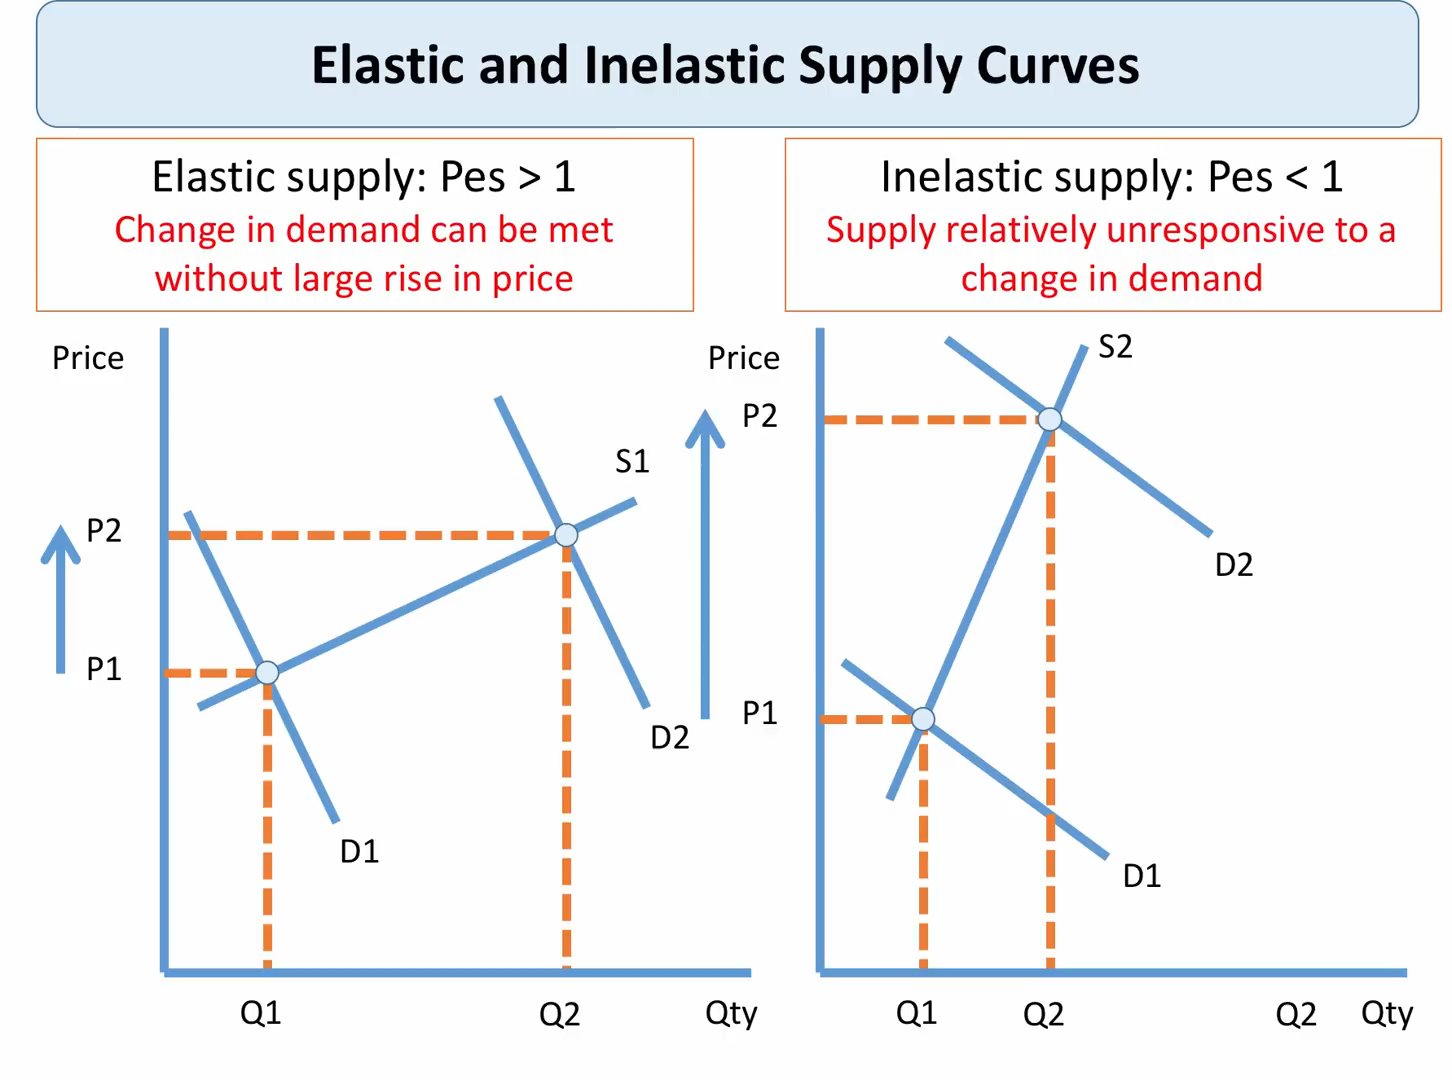 Elastic and Inelastic Supply Curves
Elastic supply: Pes > 1
Change in demand can be met
without large rise in price
Inelastic supply: Pes < 1
Supply relatively unresponsive to a
change in demand
Price
S1
P2
P1
D2
D1
Q1
Q2
Qty
Price
S2
P2
D2
P1
D1
Q1
Q2
Q2
Qty